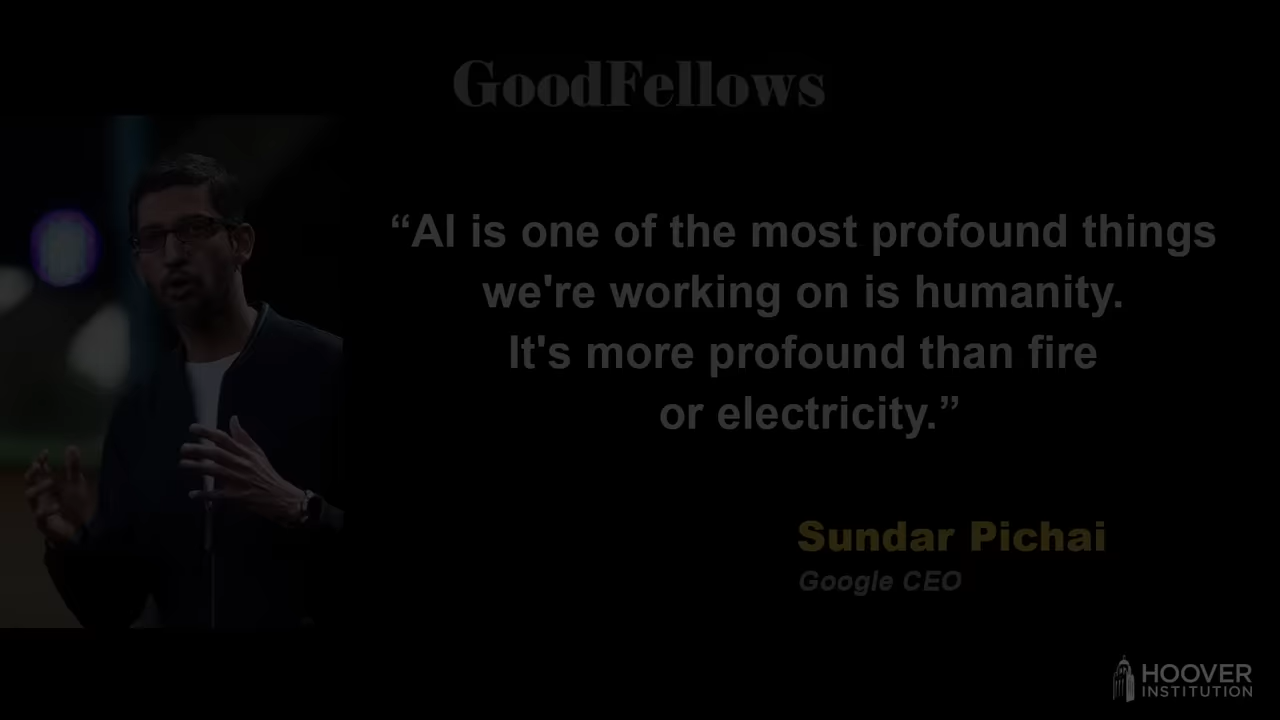 GoodFellows
“AI is one of the most profound things
we're working on is humanity.
It's more profound than fire
or electricity.”
Sundar Pichai
Google CEO
HOOVER
INSTITUTION